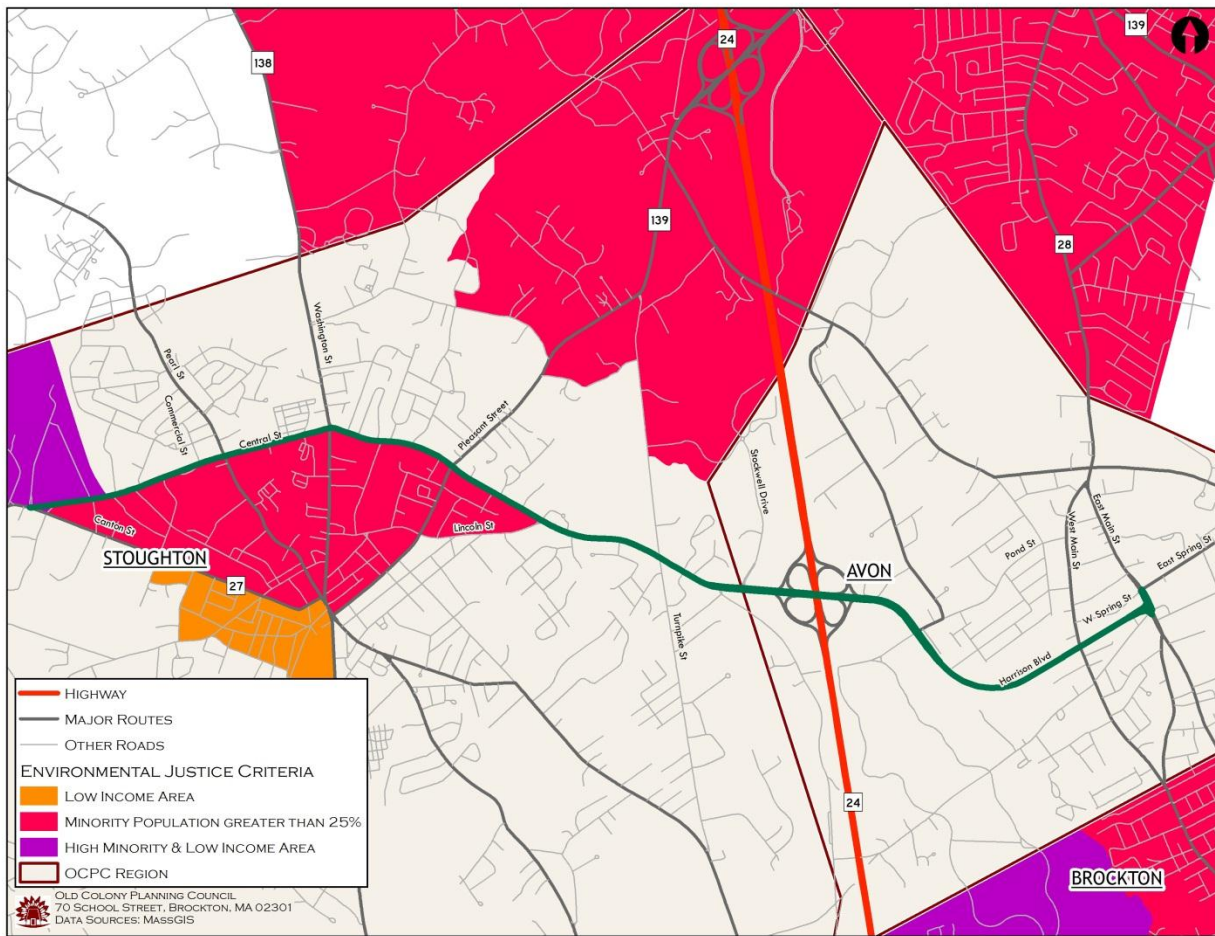 24
139
138
139
28
Washington St
Pearl St
Commercial St
Central St
Pleasant Street
Stockwell Drive
Lincoln St
Canton St
STOUGHTON
27
Pond St
West Main St
East Main St
East Spring St
AVON
W Spring St
Turnpike St
Harrison Blvd
24
BROCKTON
HIGHWAY
MAJOR ROUTES
OTHER ROADS
ENVIRONMENTAL JUSTICE CRITERIA
LOW INCOME AREA
MINORITY POPULATION GREATER THAN 25%
HIGH MINORITY & LOW INCOME AREA
OCPC REGION
OLD COLONY PLANNING COUNCIL
70 SCHOOL STREET, BROCKTON, MA 02301
DATA SOURCES: MASSGIS